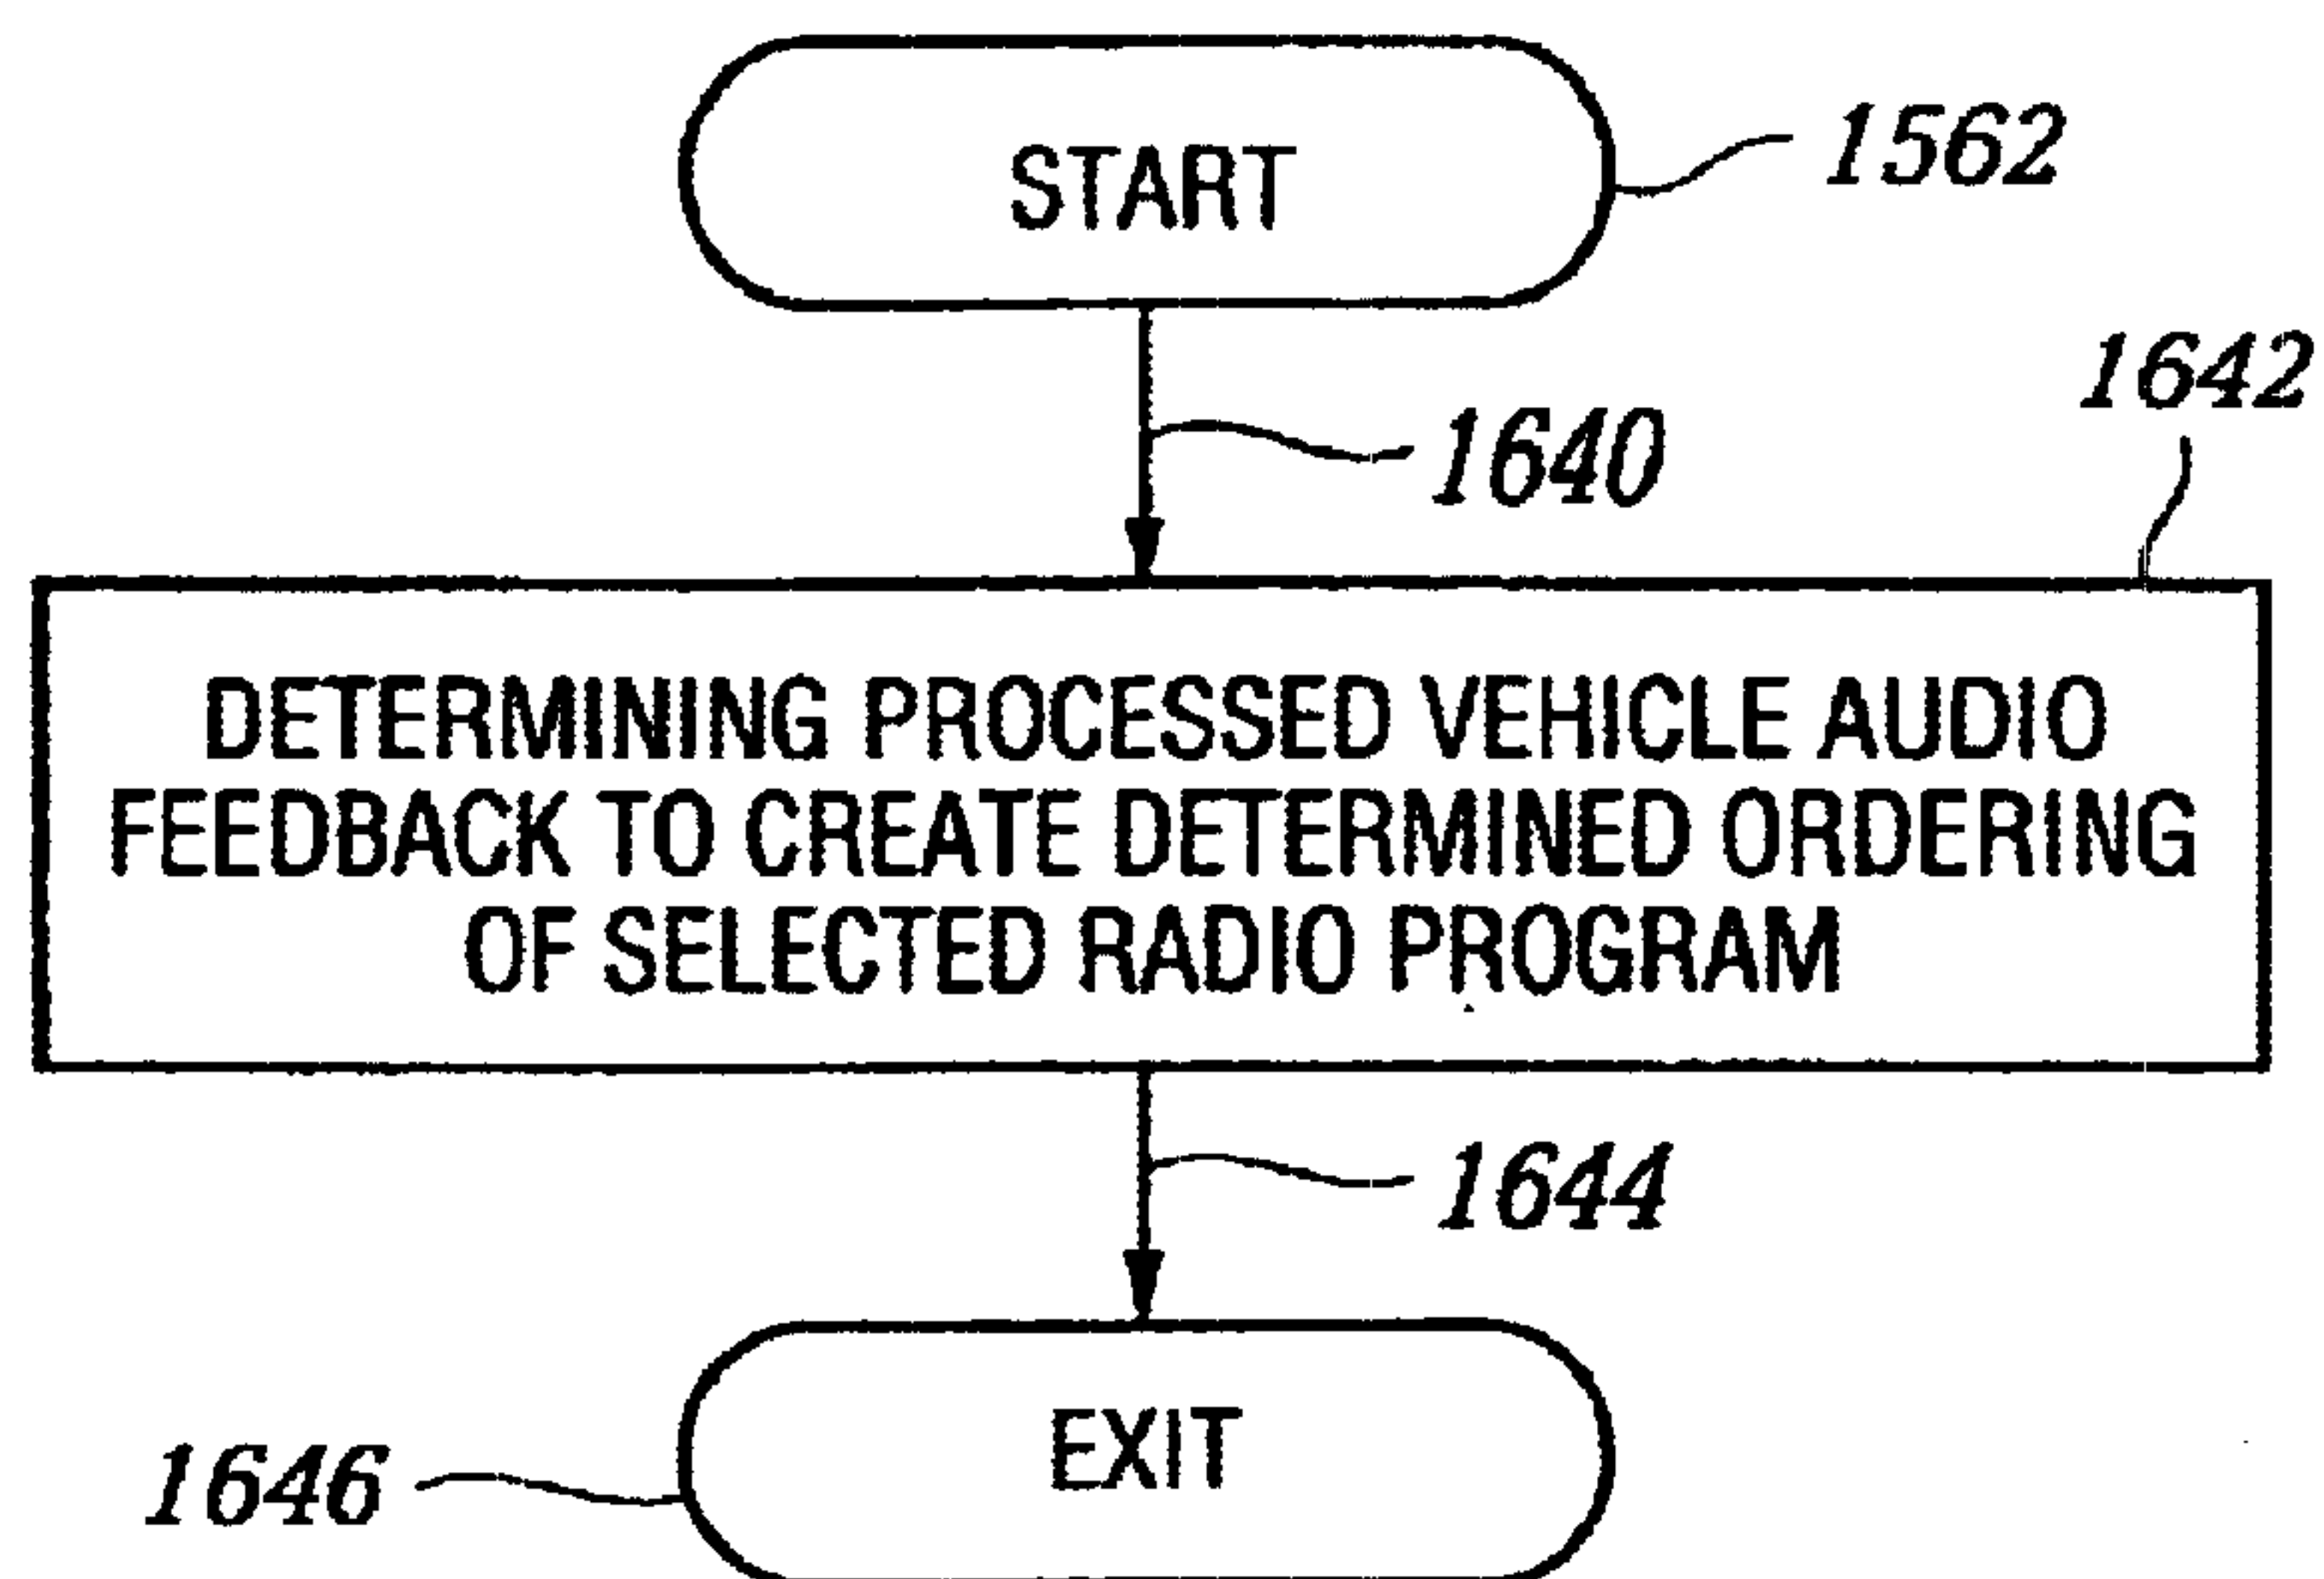 START
1562
1642
1640
DETERMINING PROCESSED VEHICLE AUDIO
FEEDBACK TO CREATE DETERMINED ORDERING
OF SELECTED RADIO PROGRAM
1644
EXIT
1646